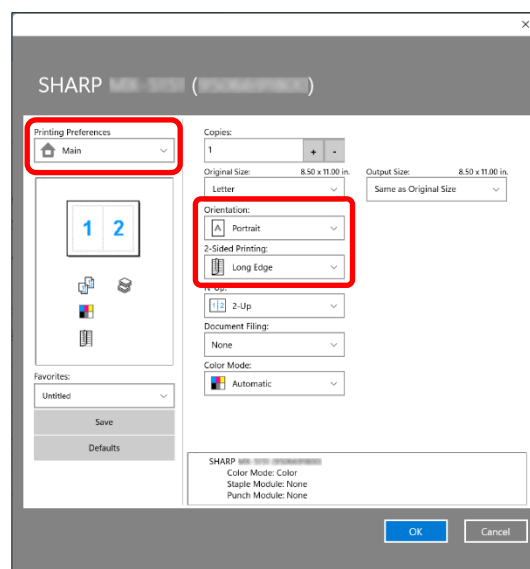 SHARP
Printing Preferences
Main
1 2
Favorites:
Untitled
Save
Defaults
Copies:
1
+ -
Original Size: 8.50 x 11.00 in.
Letter
Output Size: 8.50 x 11.00 in.
Same as Original Size
Orientation:
A Portrait
2-Sided Printing:
Long Edge
N-Up:
1 2 2-Up
Document Filing:
None
Color Mode:
Automatic
SHARP
Color Mode: Color
Staple Module: None
Punch Module: None
OK
Cancel